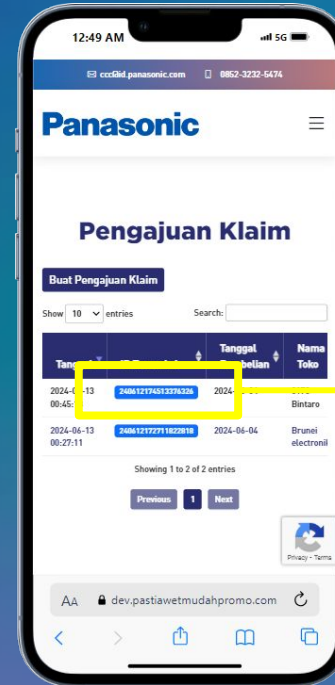 12:49 AM 5G
ccc@id.panasonic.com 0852-3232-5474
Panasonic
Pengajuan Klaim
Buat Pengajuan Klaim
Show 10 entries Search:
Tanggal Tanggal Nama
Toko
2024-06-13 240612174513376326
00:45: Bintaro
2024-06-13 240612172711822818 2024-06-04 Brunei
00:27:11 electronik
Showing 1 to 2 of 2 entries
Previous 1 Next
Privacy - Terms
AA dev.pastiawetmudahpromo.com